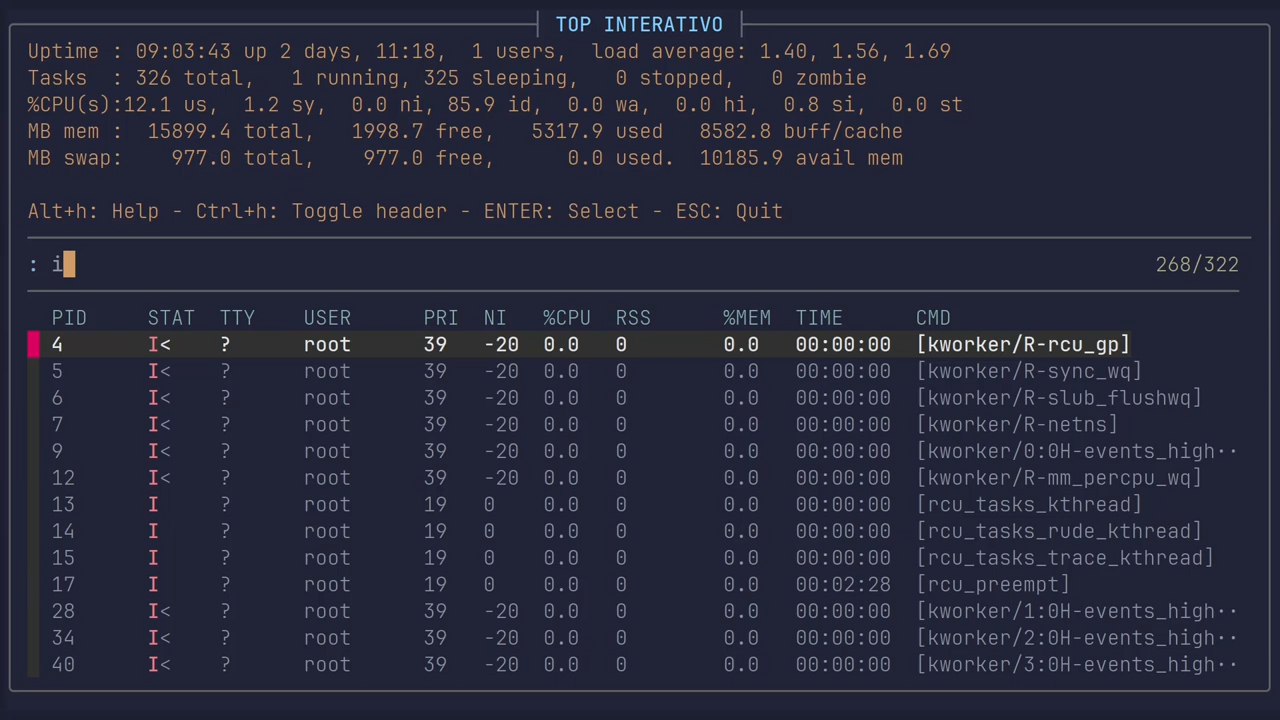 TOP INTERATIVO
Uptime : 09:03:43 up 2 days, 11:18,  1 users,  load average: 1.40, 1.56, 1.69
Tasks  : 326 total,   1 running, 325 sleeping,   0 stopped,   0 zombie
%CPU(s):12.1 us,  1.2 sy,  0.0 ni, 85.9 id,  0.0 wa,  0.0 hi,  0.8 si,  0.0 st
MB mem :  15899.4 total,   1998.7 free,   5317.9 used   8582.8 buff/cache
MB swap:    977.0 total,    977.0 free,      0.0 used.  10185.9 avail mem
Alt+h: Help - Ctrl+h: Toggle header - ENTER: Select - ESC: Quit
: i 268/322
PID STAT TTY USER PRI NI %CPU RSS %MEM TIME CMD
4 I< ? root 39 -20 0.0 0 0.0 00:00:00 [kworker/R-rcu_gp]
5 I< ? root 39 -20 0.0 0 0.0 00:00:00 [kworker/R-sync_wq]
6 I< ? root 39 -20 0.0 0 0.0 00:00:00 [kworker/R-slub_flushwq]
7 I< ? root 39 -20 0.0 0 0.0 00:00:00 [kworker/R-netns]
9 I< ? root 39 -20 0.0 0 0.0 00:00:00 [kworker/0:0H-events_high··
12 I< ? root 39 -20 0.0 0 0.0 00:00:00 [kworker/R-mm_percpu_wq]
13 I ? root 19 0 0.0 0 0.0 00:00:00 [rcu_tasks_kthread]
14 I ? root 19 0 0.0 0 0.0 00:00:00 [rcu_tasks_rude_kthread]
15 I ? root 19 0 0.0 0 0.0 00:00:00 [rcu_tasks_trace_kthread]
17 I ? root 19 0 0.0 0 0.0 00:02:28 [rcu_preempt]
28 I< ? root 39 -20 0.0 0 0.0 00:00:00 [kworker/1:0H-events_high··
34 I< ? root 39 -20 0.0 0 0.0 00:00:00 [kworker/2:0H-events_high··
40 I< ? root 39 -20 0.0 0 0.0 00:00:00 [kworker/3:0H-events_high··